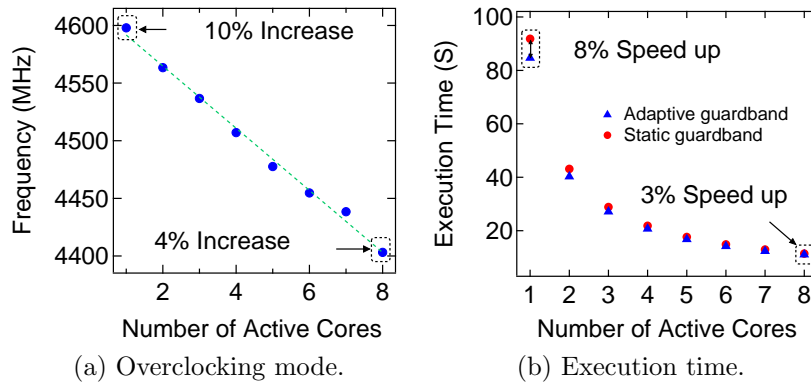 4600
4550
4500
4450
4400
Frequency (MHz)
10% Increase
4% Increase
0 2 4 6 8
Number of Active Cores
(a) Overclocking mode.
100
80
60
40
20
Execution Time (S)
8% Speed up
Adaptive guardband
Static guardband
3% Speed up
1 2 3 4 5 6 7 8
Number of Active Cores
(b) Execution time.